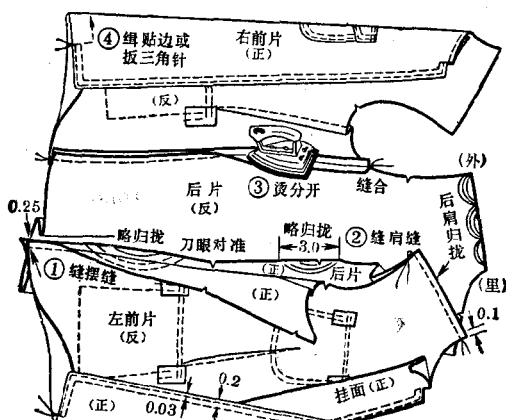 ④ 缉贴边或
扳三角针
右前片
(正)
(反)
(外)
后片
(反)
③ 烫分开
缝合
后肩归拢
0.25
略归拢
刀眼对准
略归拢
3.0
② 缝肩缝
① 缝摆缝
(正)
后片
(正)
(里)
0.1
左前片
(反)
0.2
挂面(正)
(正)
0.03